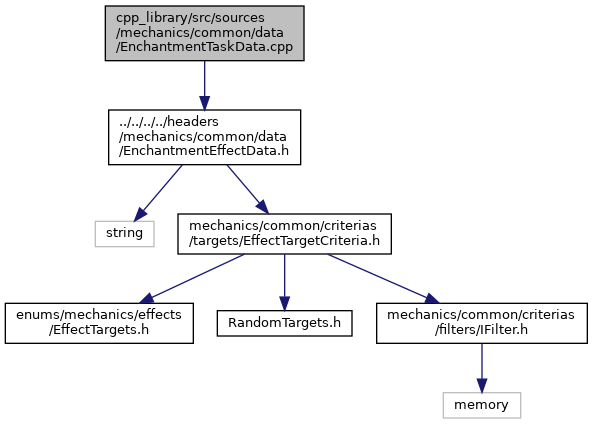 cpp_library/src/sources
/mechanics/common/data
/EnchantmentTaskData.cpp
../../../../headers
/mechanics/common/data
/EnchantmentEffectData.h
string
mechanics/common/criterias
/targets/EffectTargetCriteria.h
enums/mechanics/effects
/EffectTargets.h
RandomTargets.h
mechanics/common/criterias
/filters/IFilter.h
memory